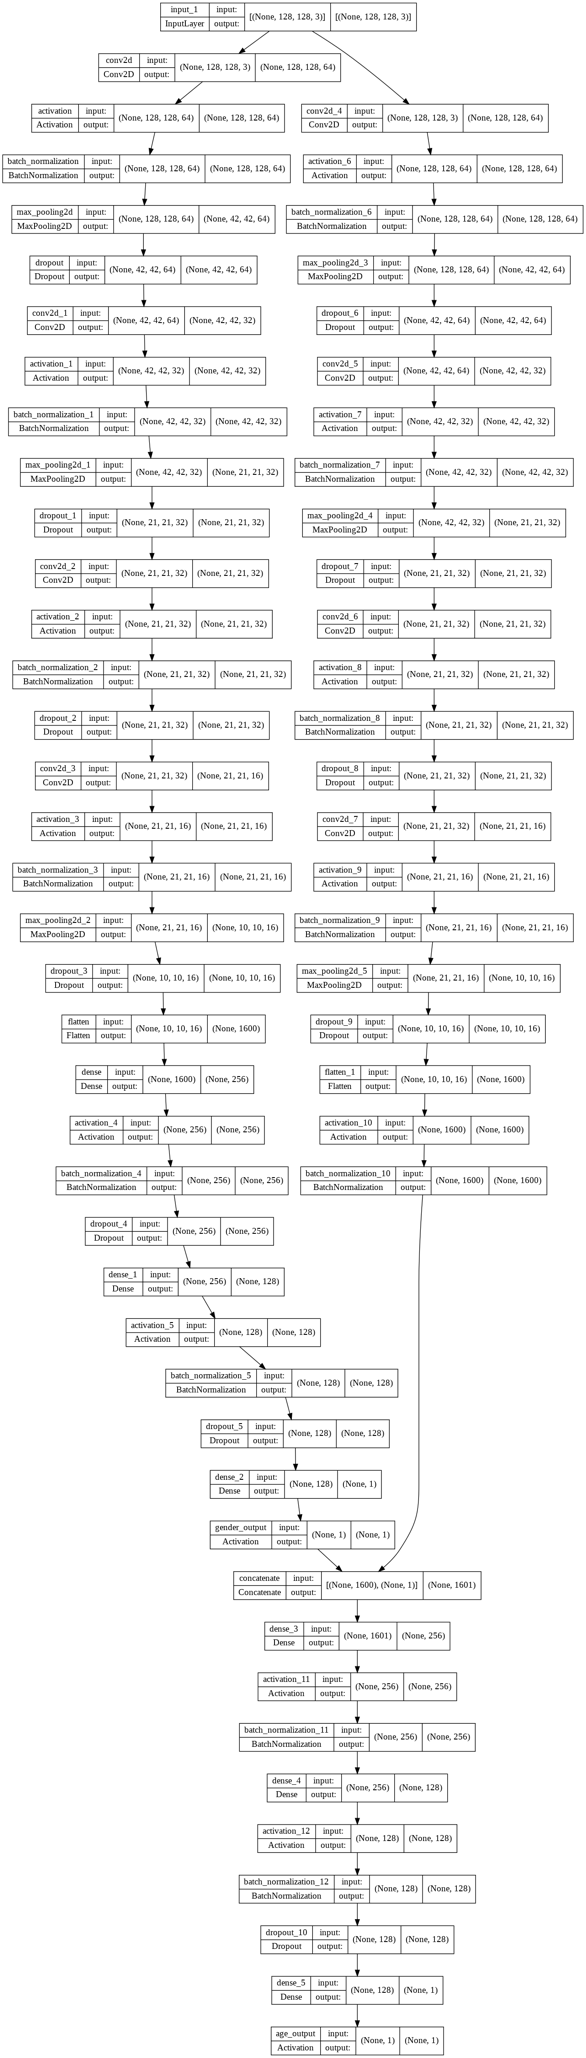 input_1 input: [(None, 128, 128, 3)] [(None, 128, 128, 3)]
InputLayer output:
conv2d input: (None, 128, 128, 3) (None, 128, 128, 64)
Conv2D output:
activation input: (None, 128, 128, 64) (None, 128, 128, 64)
Activation output:
conv2d_4 input: (None, 128, 128, 3) (None, 128, 128, 64)
Conv2D output:
batch_normalization input: (None, 128, 128, 64) (None, 128, 128, 64)
BatchNormalization output:
activation_6 input: (None, 128, 128, 64) (None, 128, 128, 64)
Activation output:
max_pooling2d input: (None, 128, 128, 64) (None, 42, 42, 64)
MaxPooling2D output:
batch_normalization_6 input: (None, 128, 128, 64) (None, 128, 128, 64)
BatchNormalization output:
dropout input: (None, 42, 42, 64) (None, 42, 42, 64)
Dropout output:
max_pooling2d_3 input: (None, 128, 128, 64) (None, 42, 42, 64)
MaxPooling2D output:
conv2d_1 input: (None, 42, 42, 64) (None, 42, 42, 32)
Conv2D output:
dropout_6 input: (None, 42, 42, 64) (None, 42, 42, 64)
Dropout output:
activation_1 input: (None, 42, 42, 32) (None, 42, 42, 32)
Activation output:
conv2d_5 input: (None, 42, 42, 64) (None, 42, 42, 32)
Conv2D output:
batch_normalization_1 input: (None, 42, 42, 32) (None, 42, 42, 32)
BatchNormalization output:
activation_7 input: (None, 42, 42, 32) (None, 42, 42, 32)
Activation output:
max_pooling2d_1 input: (None, 42, 42, 32) (None, 21, 21, 32)
MaxPooling2D output:
batch_normalization_7 input: (None, 42, 42, 32) (None, 42, 42, 32)
BatchNormalization output:
dropout_1 input: (None, 21, 21, 32) (None, 21, 21, 32)
Dropout output:
max_pooling2d_4 input: (None, 42, 42, 32) (None, 21, 21, 32)
MaxPooling2D output:
conv2d_2 input: (None, 21, 21, 32) (None, 21, 21, 32)
Conv2D output:
dropout_7 input: (None, 21, 21, 32) (None, 21, 21, 32)
Dropout output:
activation_2 input: (None, 21, 21, 32) (None, 21, 21, 32)
Activation output:
conv2d_6 input: (None, 21, 21, 32) (None, 21, 21, 32)
Conv2D output:
batch_normalization_2 input: (None, 21, 21, 32) (None, 21, 21, 32)
BatchNormalization output:
activation_8 input: (None, 21, 21, 32) (None, 21, 21, 32)
Activation output:
dropout_2 input: (None, 21, 21, 32) (None, 21, 21, 32)
Dropout output:
batch_normalization_8 input: (None, 21, 21, 32) (None, 21, 21, 32)
BatchNormalization output:
conv2d_3 input: (None, 21, 21, 32) (None, 21, 21, 16)
Conv2D output:
dropout_8 input: (None, 21, 21, 32) (None, 21, 21, 32)
Dropout output:
activation_3 input: (None, 21, 21, 16) (None, 21, 21, 16)
Activation output:
conv2d_7 input: (None, 21, 21, 32) (None, 21, 21, 16)
Conv2D output:
batch_normalization_3 input: (None, 21, 21, 16) (None, 21, 21, 16)
BatchNormalization output:
activation_9 input: (None, 21, 21, 16) (None, 21, 21, 16)
Activation output:
max_pooling2d_2 input: (None, 21, 21, 16) (None, 10, 10, 16)
MaxPooling2D output:
batch_normalization_9 input: (None, 21, 21, 16) (None, 21, 21, 16)
BatchNormalization output:
dropout_3 input: (None, 10, 10, 16) (None, 10, 10, 16)
Dropout output:
max_pooling2d_5 input: (None, 21, 21, 16) (None, 10, 10, 16)
MaxPooling2D output:
flatten input: (None, 10, 10, 16) (None, 1600)
Flatten output:
dropout_9 input: (None, 10, 10, 16) (None, 10, 10, 16)
Dropout output:
dense input: (None, 1600) (None, 256)
Dense output:
flatten_1 input: (None, 10, 10, 16) (None, 1600)
Flatten output:
activation_4 input: (None, 256) (None, 256)
Activation output:
activation_10 input: (None, 1600) (None, 1600)
Activation output:
batch_normalization_4 input: (None, 256) (None, 256)
BatchNormalization output:
batch_normalization_10 input: (None, 1600) (None, 1600)
BatchNormalization output:
dropout_4 input: (None, 256) (None, 256)
Dropout output:
dense_1 input: (None, 256) (None, 128)
Dense output:
activation_5 input: (None, 128) (None, 128)
Activation output:
batch_normalization_5 input: (None, 128) (None, 128)
BatchNormalization output:
dropout_5 input: (None, 128) (None, 128)
Dropout output:
dense_2 input: (None, 128) (None, 1)
Dense output:
gender_output input: (None, 1) (None, 1)
Activation output:
concatenate input: [(None, 1600), (None, 1)] (None, 1601)
Concatenate output:
dense_3 input: (None, 1601) (None, 256)
Dense output:
activation_11 input: (None, 256) (None, 256)
Activation output:
batch_normalization_11 input: (None, 256) (None, 256)
BatchNormalization output:
dense_4 input: (None, 256) (None, 128)
Dense output:
activation_12 input: (None, 128) (None, 128)
Activation output:
batch_normalization_12 input: (None, 128) (None, 128)
BatchNormalization output:
dropout_10 input: (None, 128) (None, 128)
Dropout output:
dense_5 input: (None, 128) (None, 1)
Dense output:
age_output input: (None, 1) (None, 1)
Activation output: